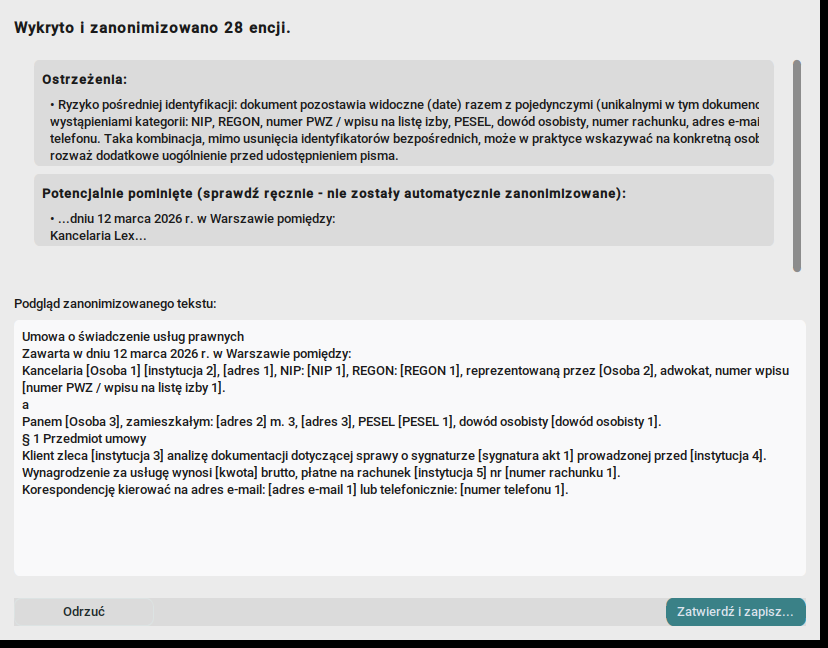 Wykryto i zanonimizowano 28 encji.
Ostrzeżenia:
• Ryzyko pośredniej identyfikacji: dokument pozostawia widoczne (date) razem z pojedynczymi (unikalnymi w tym
wystąpieniami kategorii: NIP, REGON, numer PWZ / wpisu na listę izby, PESEL, dowód osobisty, numer rachunku, adres
telefonu. Taka kombinacja, mimo usunięcia identyfikatorów bezpośrednich, może w praktyce wskazywać na konkretną
rozważ dodatkowe uogólnienie przed udostępnieniem pisma.
Potencjalnie pominięte (sprawdź ręcznie - nie zostały automatycznie zanonimizowane):
• ...dniu 12 marca 2026 r. w Warszawie pomiędzy:
Kancelaria Lex...
Podgląd zanonimizowanego tekstu:
Umowa o świadczenie usług prawnych
Zawarta w dniu 12 marca 2026 r. w Warszawie pomiędzy:
Kancelaria [Osoba 1] [instytucja 2], [adres 1], NIP: [NIP 1], REGON: [REGON 1], reprezentowaną przez [Osoba 2], adwokat, numer wpisu
[numer PWZ / wpisu na listę izby 1].
a
Panem [Osoba 3], zamieszkałym: [adres 2] m. 3, [adres 3], PESEL [PESEL 1], dowód osobisty [dowód osobisty 1].
§ 1 Przedmiot umowy
Klient zleca [instytucja 3] analizę dokumentacji dotyczącej sprawy o sygnaturze [sygnatura akt 1] prowadzonej przed [instytucja 4].
Wynagrodzenie za usługę wynosi [kwota] brutto, płatne na rachunek [instytucja 5] nr [numer rachunku 1].
Korespondencję kierować na adres e-mail: [adres e-mail 1] lub telefonicznie: [numer telefonu 1].
Odrzuć
Zatwierdź i zapisz...